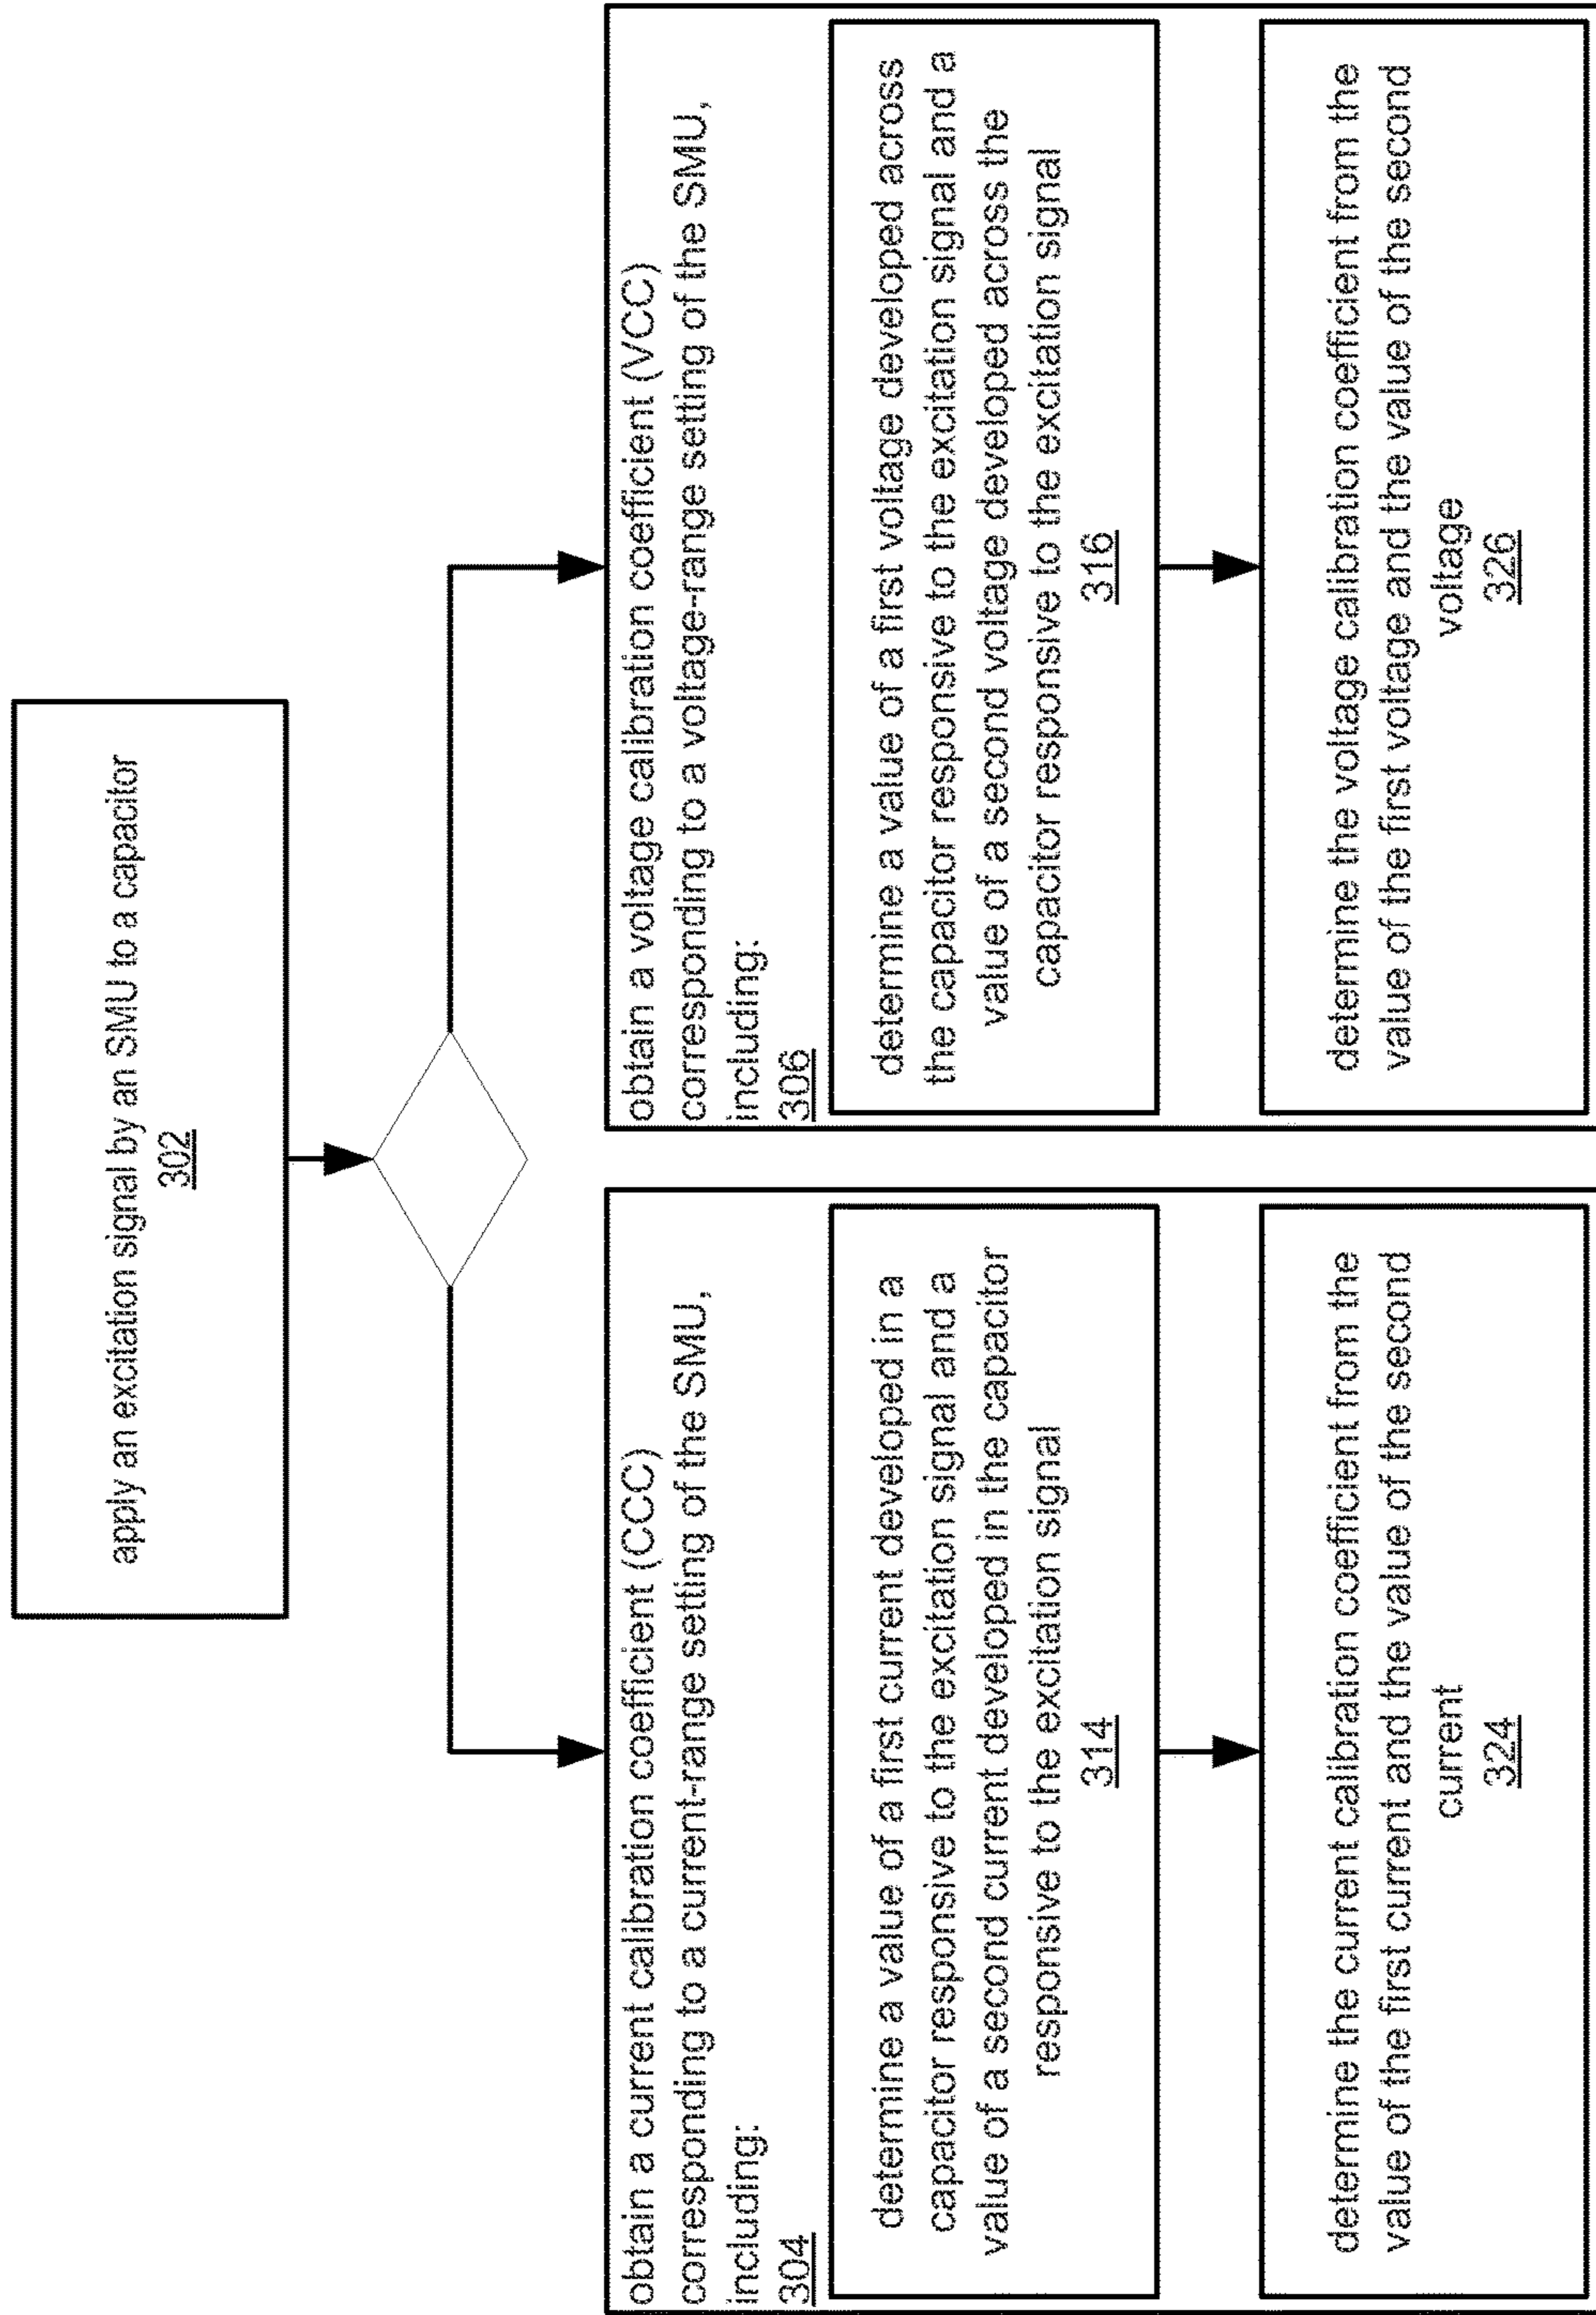 apply an excitation signal by an SMU to a capacitor
302
obtain a current calibration coefficient (CCC)
corresponding to a current-range setting of the SMU,
including:
304
determine a value of a first current developed in a
capacitor responsive to the excitation signal and a
value of a second current developed in the capacitor
responsive to the excitation signal
314
determine the current calibration coefficient from the
value of the first current and the value of the second
current
324
obtain a voltage calibration coefficient (VCC)
corresponding to a voltage-range setting of the SMU,
including:
306
determine a value of a first voltage developed across
the capacitor responsive to the excitation signal and a
value of a second voltage developed across the
capacitor responsive to the excitation signal
316
determine the voltage calibration coefficient from the
value of the first voltage and the value of the second
voltage
326